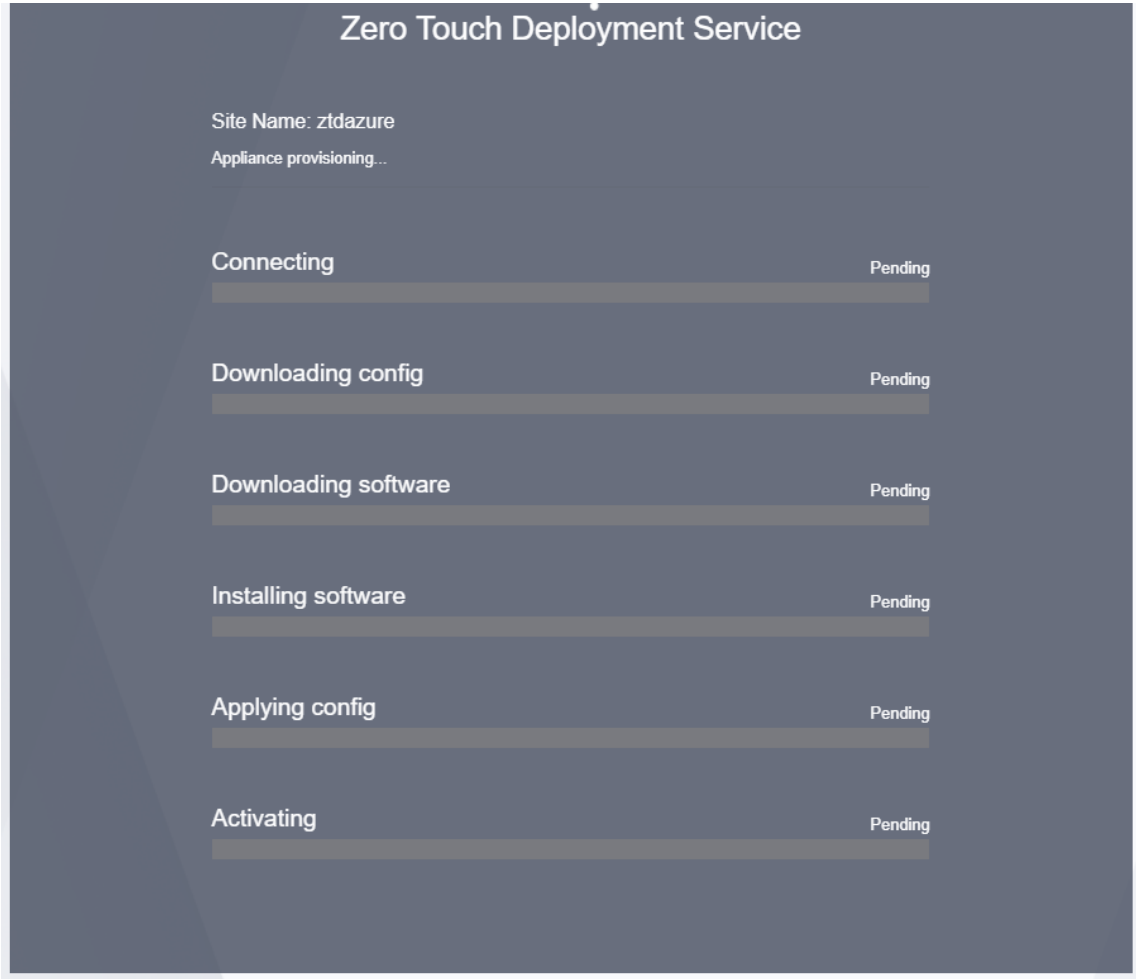 Zero Touch Deployment Service
Site Name: ztdazure
Appliance provisioning...
Connecting
Pending
Downloading config
Pending
Downloading software
Pending
Installing software
Pending
Applying config
Pending
Activating
Pending